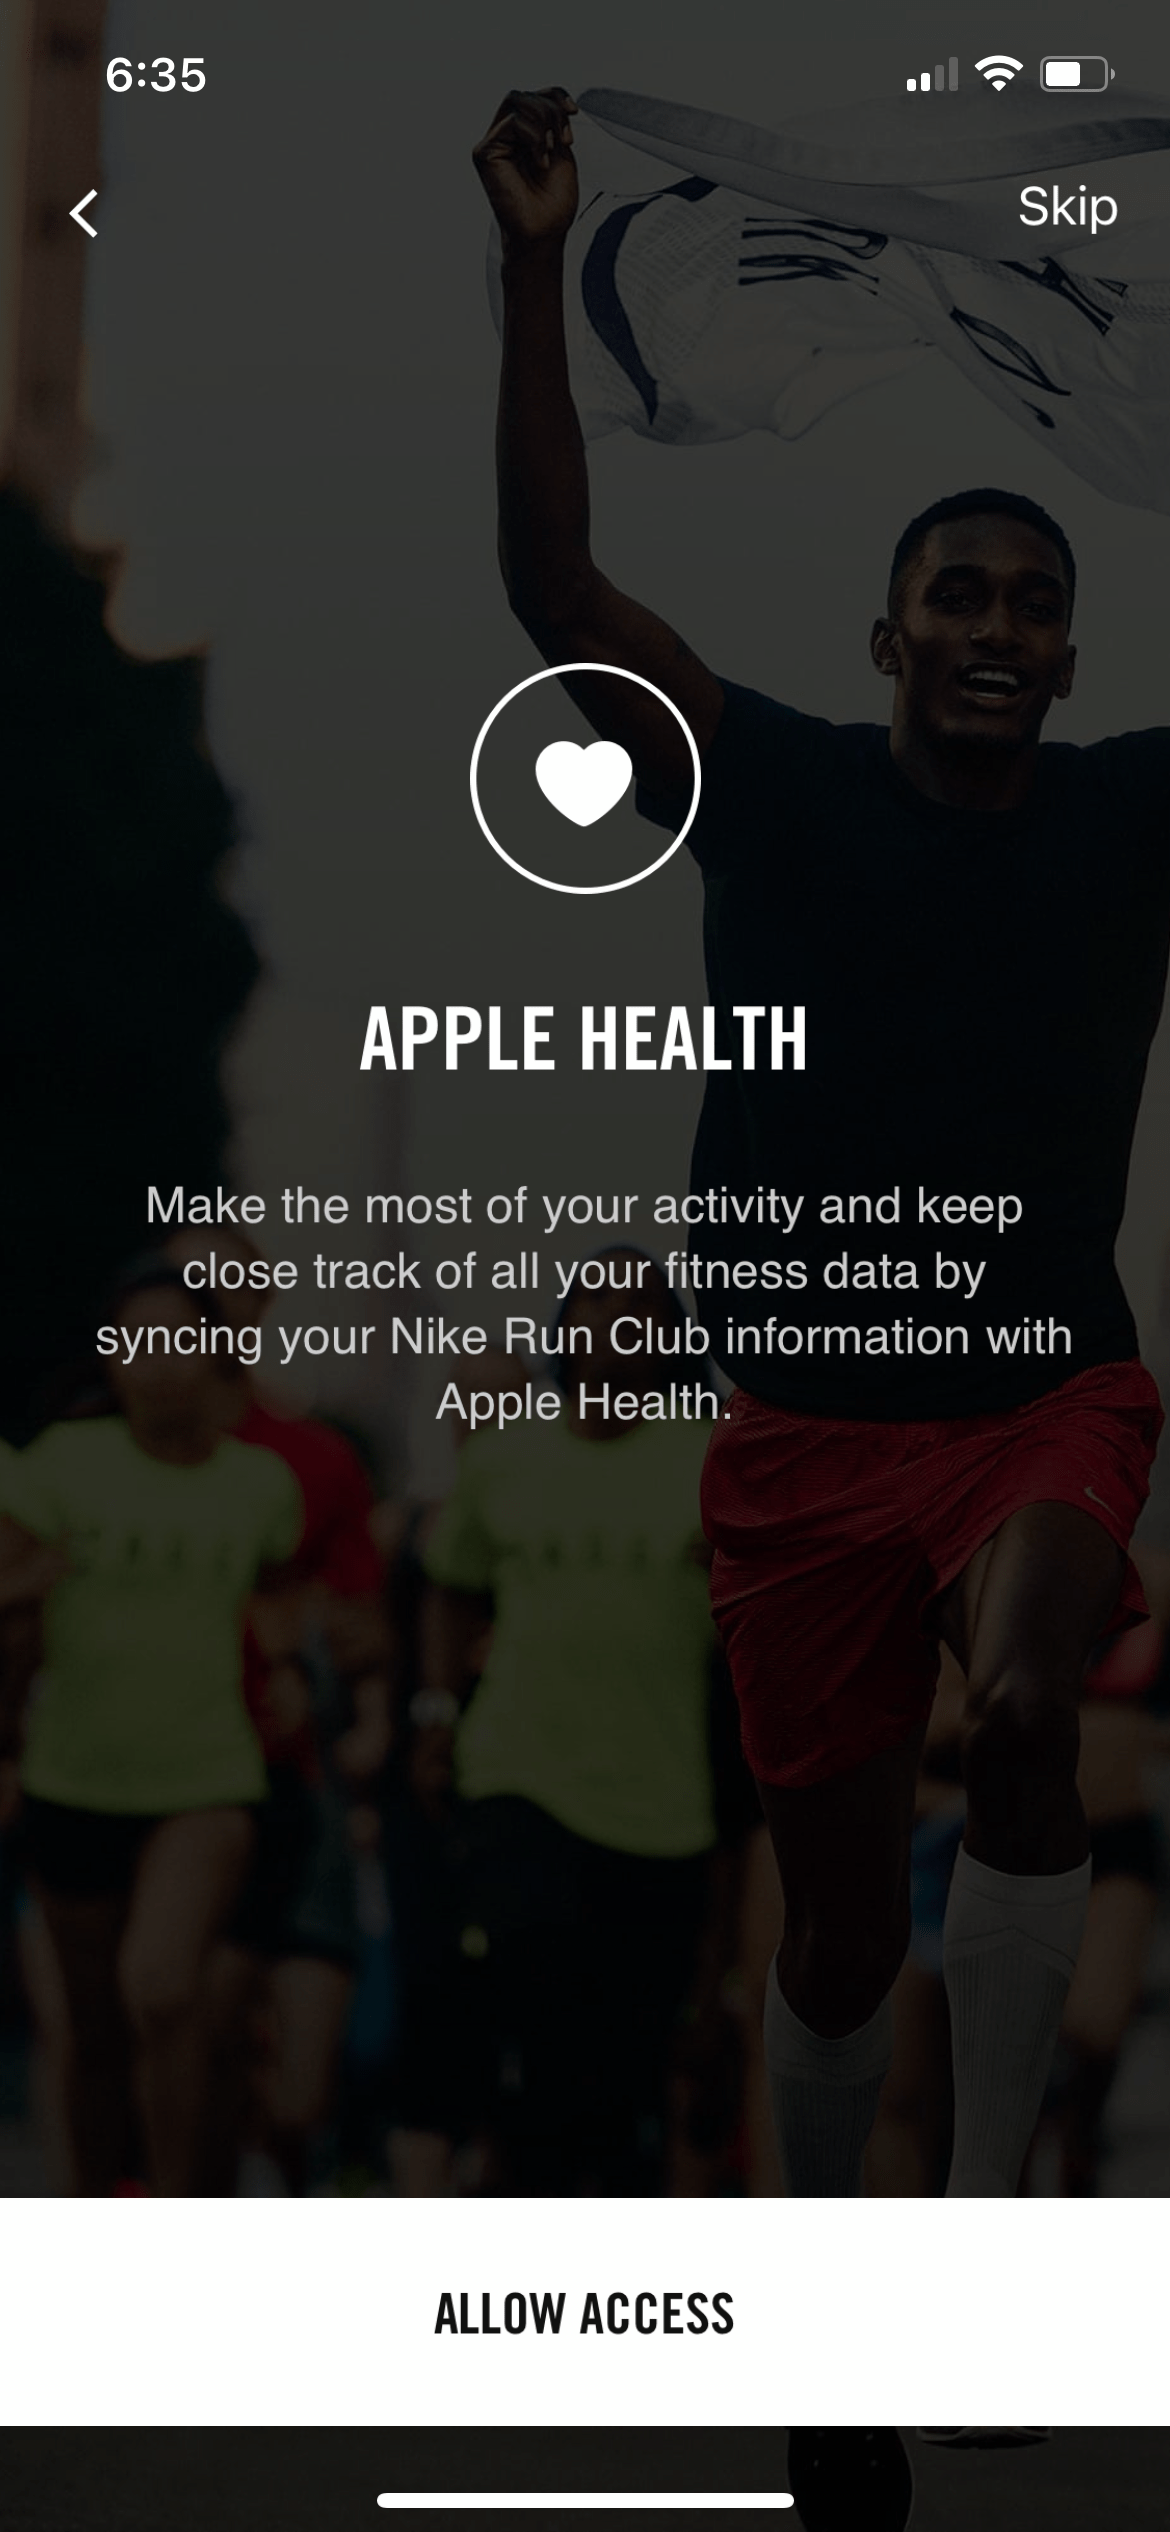 6:35
Skip
APPLE HEALTH
Make the most of your activity and keep
close track of all your fitness data by
syncing your Nike Run Club information with
Apple Health.
ALLOW ACCESS